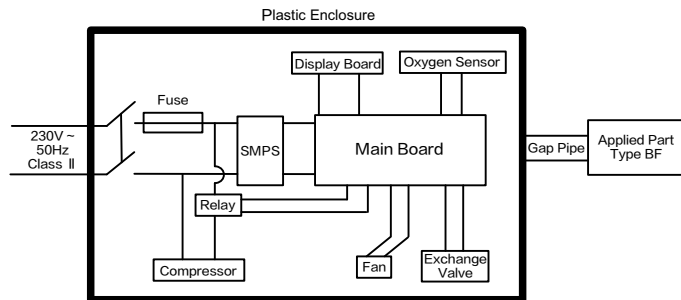 Plastic Enclosure
Display Board
Oxygen Sensor
Fuse
230V ~
50Hz
Class Ⅱ
SMPS
Main Board
Gap Pipe
Applied Part
Type BF
Relay
Compressor
Fan
Exchange
Valve